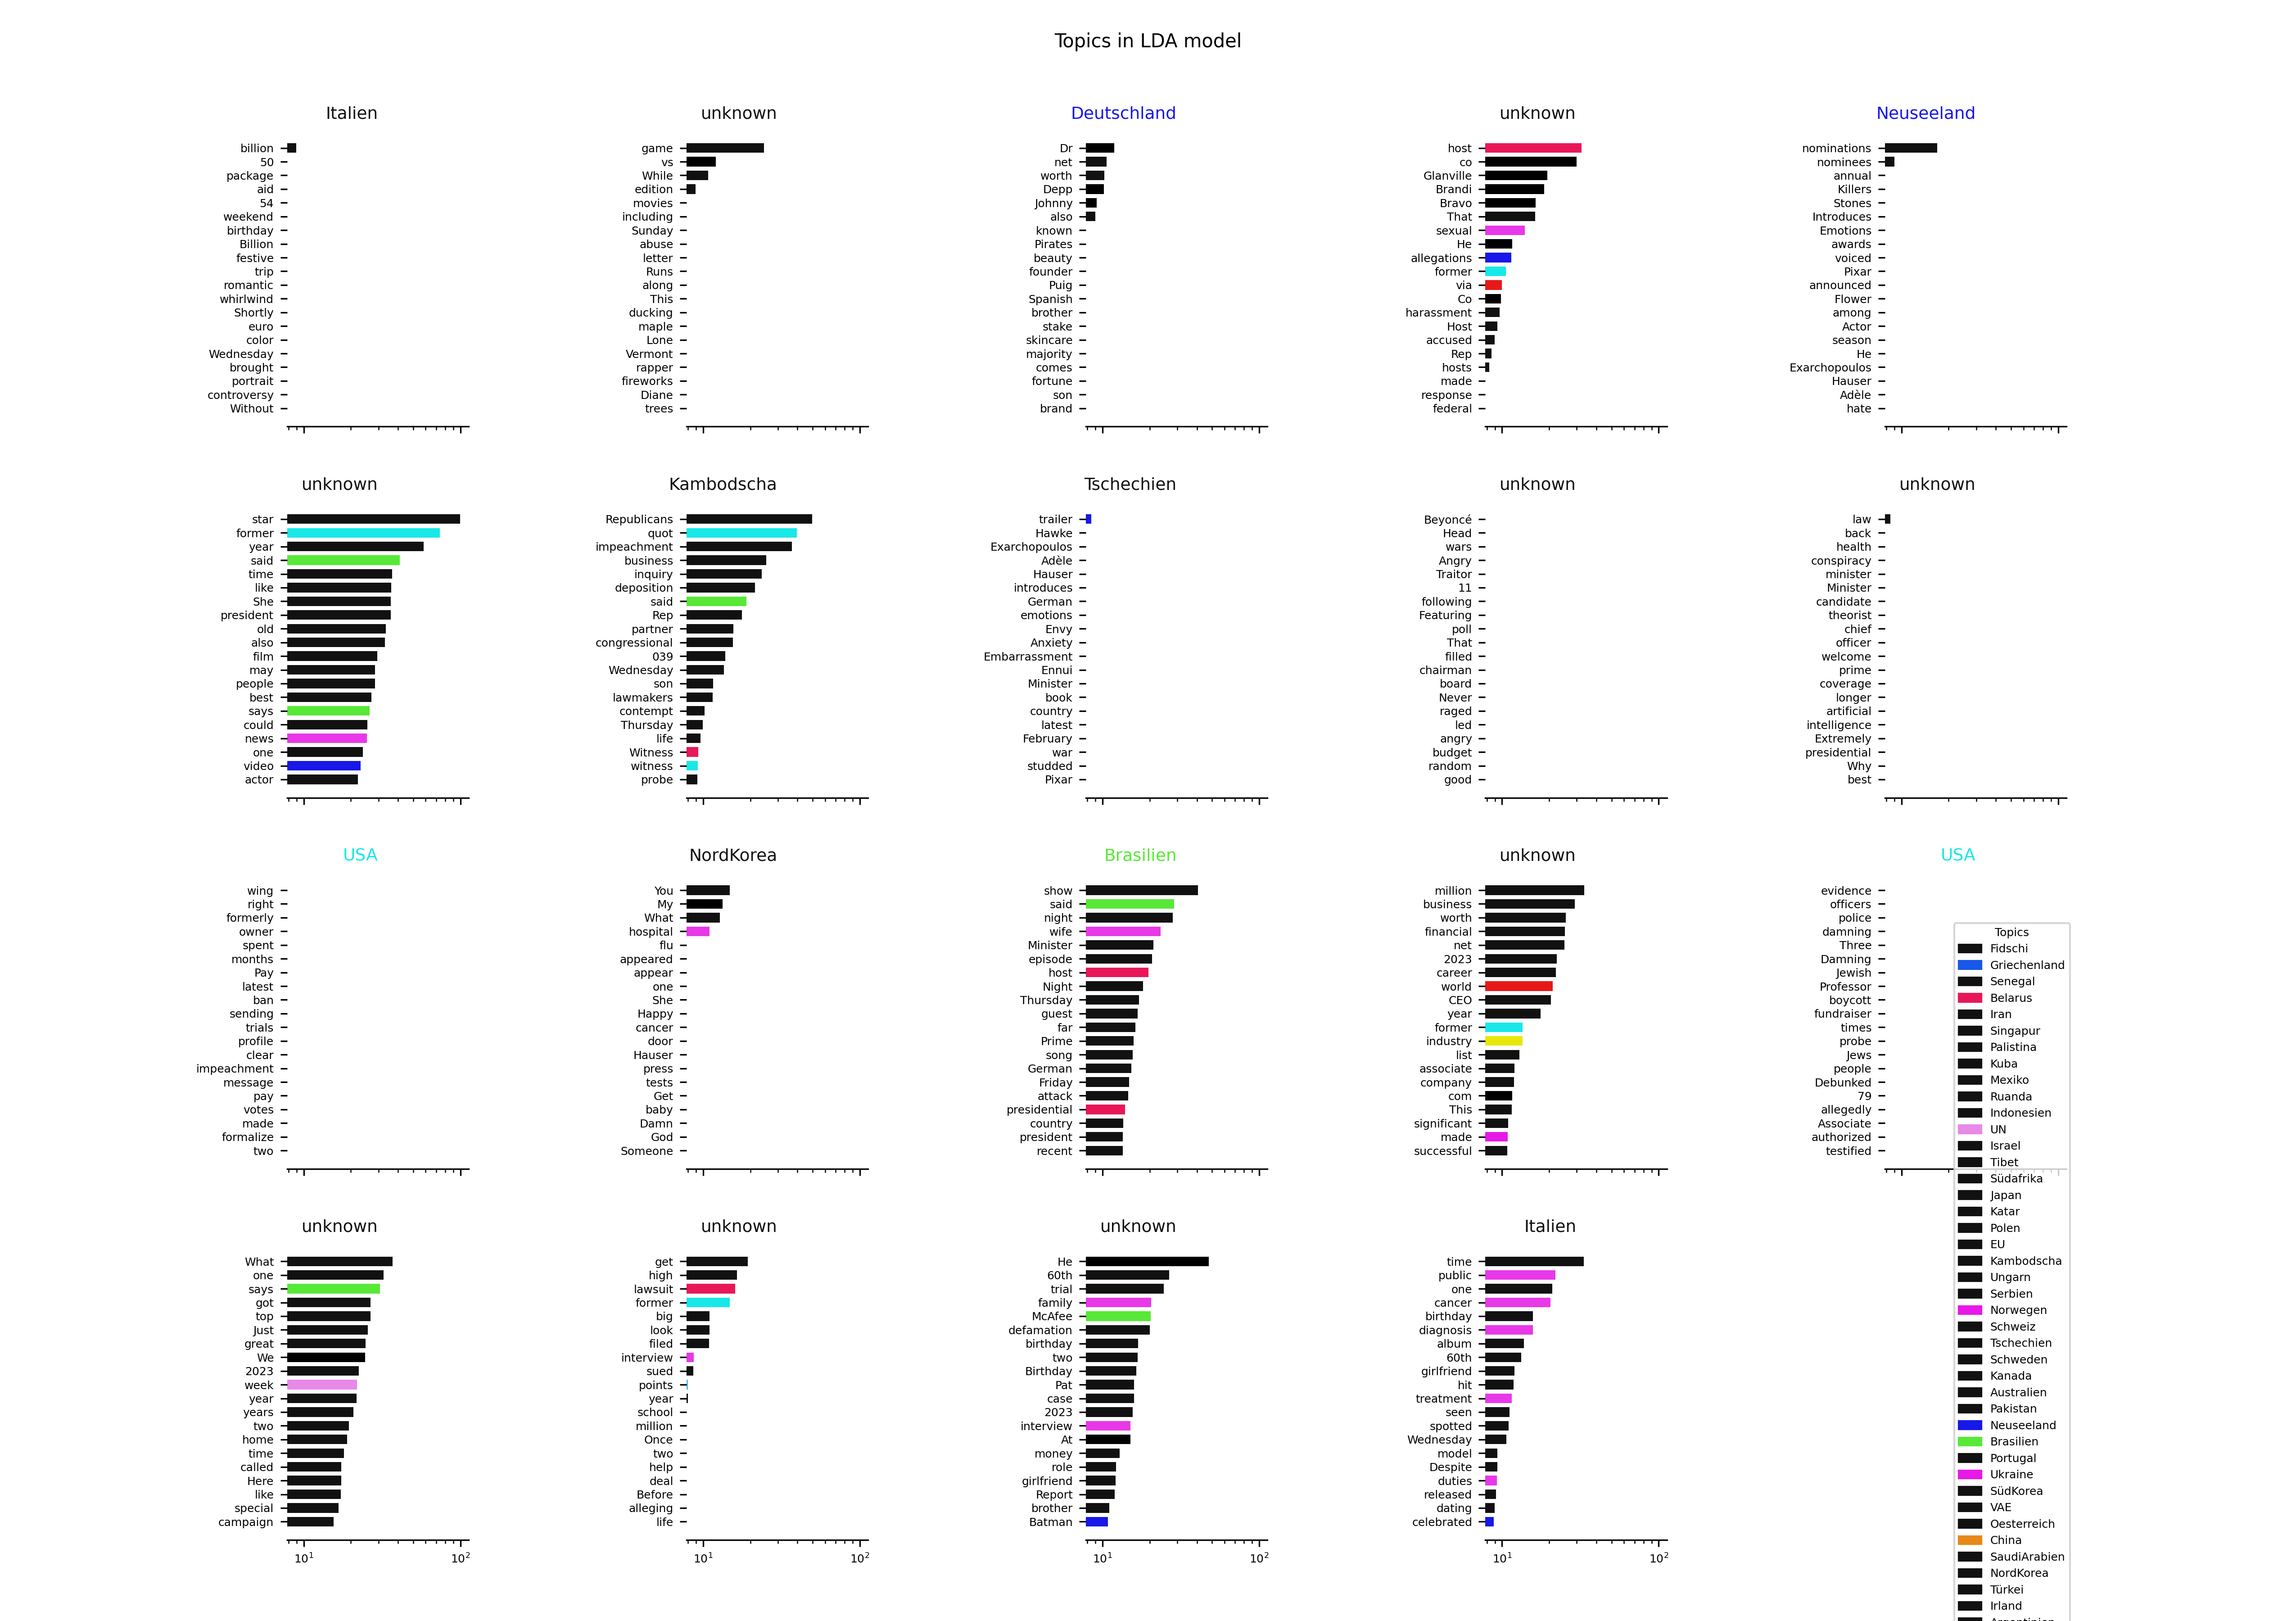 Topics in LDA model
Italien
billion
50
package
aid
54
weekend
birthday
Billion
festive
trip
romantic
whirlwind
Shortly
euro
color
Wednesday
brought
portrait
controversy
Without
unknown
game
vs
While
edition
movies
including
Sunday
abuse
letter
Runs
along
This
ducking
maple
Lone
Vermont
rapper
fireworks
Diane
trees
Deutschland
Dr
net
worth
Depp
Johnny
also
known
Pirates
beauty
founder
Puig
Spanish
brother
stake
skincare
majority
comes
fortune
son
brand
unknown
host
co
Glanville
Brandi
Bravo
That
sexual
He
allegations
former
via
Co
harassment
Host
accused
Rep
hosts
made
response
federal
Neuseeland
nominations
nominees
annual
Killers
Stones
Introduces
Emotions
awards
voiced
Pixar
announced
Flower
among
Actor
season
He
Exarchopoulos
Hauser
Adèle
hate
unknown
star
former
year
said
time
like
She
president
old
also
film
may
people
best
says
could
news
one
video
actor
Kambodscha
Republicans
quot
impeachment
business
inquiry
deposition
said
Rep
partner
congressional
039
Wednesday
son
lawmakers
contempt
Thursday
life
Witness
witness
probe
Tschechien
trailer
Hawke
Exarchopoulos
Adèle
Hauser
introduces
German
emotions
Envy
Anxiety
Embarrassment
Ennui
Minister
book
country
latest
February
war
studded
Pixar
unknown
Beyoncé
Head
wars
Angry
Traitor
11
following
Featuring
poll
That
filled
chairman
board
Never
raged
led
angry
budget
random
good
unknown
law
back
health
conspiracy
minister
Minister
candidate
theorist
chief
officer
welcome
prime
coverage
longer
artificial
intelligence
Extremely
presidential
Why
best
USA
wing
right
formerly
owner
spent
months
Pay
latest
ban
sending
trials
profile
clear
impeachment
message
pay
votes
made
formalize
two
NordKorea
You
My
What
hospital
flu
appeared
appear
one
She
Happy
cancer
door
Hauser
press
tests
Get
baby
Damn
God
Someone
Brasilien
show
said
night
wife
Minister
episode
host
Night
Thursday
guest
far
Prime
song
German
Friday
attack
presidential
country
president
recent
unknown
million
business
worth
financial
net
2023
career
world
CEO
year
former
industry
list
associate
company
com
This
significant
made
successful
USA
evidence
officers
police
damning
Three
Damning
Jewish
Professor
boycott
fundraiser
times
probe
Jews
people
Debunked
79
allegedly
Associate
authorized
testified
unknown
What
one
says
got
top
Just
great
We
2023
week
year
years
two
home
time
called
Here
like
special
campaign
10¹ 10²
unknown
get
high
lawsuit
former
big
look
filed
interview
sued
points
year
school
million
Once
two
help
deal
Before
alleging
life
10¹ 10²
unknown
He
60th
trial
family
McAfee
defamation
birthday
two
Birthday
Pat
case
2023
interview
At
money
role
girlfriend
Report
brother
Batman
10¹ 10²
Italien
time
public
one
cancer
birthday
diagnosis
album
60th
girlfriend
hit
treatment
seen
spotted
Wednesday
model
Despite
duties
released
dating
celebrated
10¹ 10²
Topics
Fidschi
Griechenland
Senegal
Belarus
Iran
Singapur
Palistina
Kuba
Mexiko
Ruanda
Indonesien
UN
Israel
Tibet
Südafrika
Japan
Katar
Polen
EU
Kambodscha
Ungarn
Serbien
Norwegen
Schweiz
Tschechien
Schweden
Kanada
Australien
Pakistan
Neuseeland
Brasilien
Portugal
Ukraine
SüdKorea
VAE
Oesterreich
China
SaudiArabien
NordKorea
Türkei
Irland